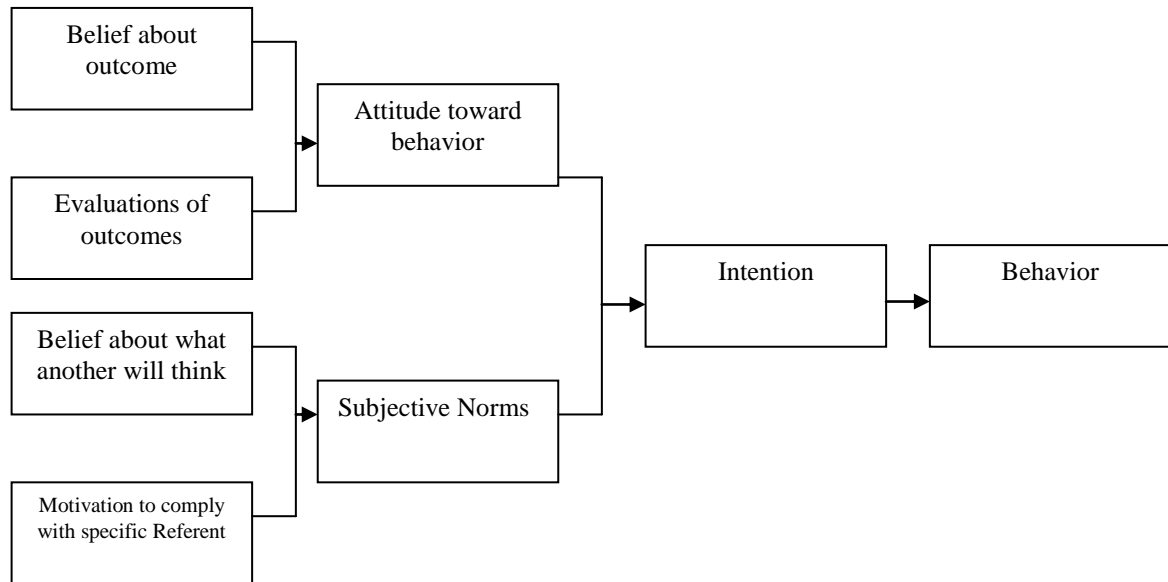 Belief about
outcome
Evaluations of
outcomes
Attitude toward
behavior
Belief about what
another will think
Motivation to comply
with specific Referent
Subjective Norms
Intention
Behavior